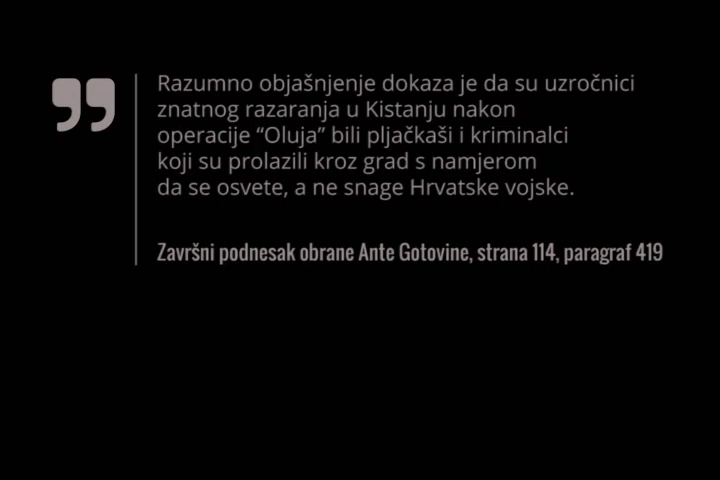 Razumno objašnjenje dokaza je da su uzročnici
znatnog razaranja u Kistanju nakon
operacije “Oluja” bili pljačkaši i kriminalci
koji su prolazili kroz grad s namjerom
da se osvete, a ne snage Hrvatske vojske.
Završni podnesak obrane Ante Gotovine, strana 114, paragraf 419